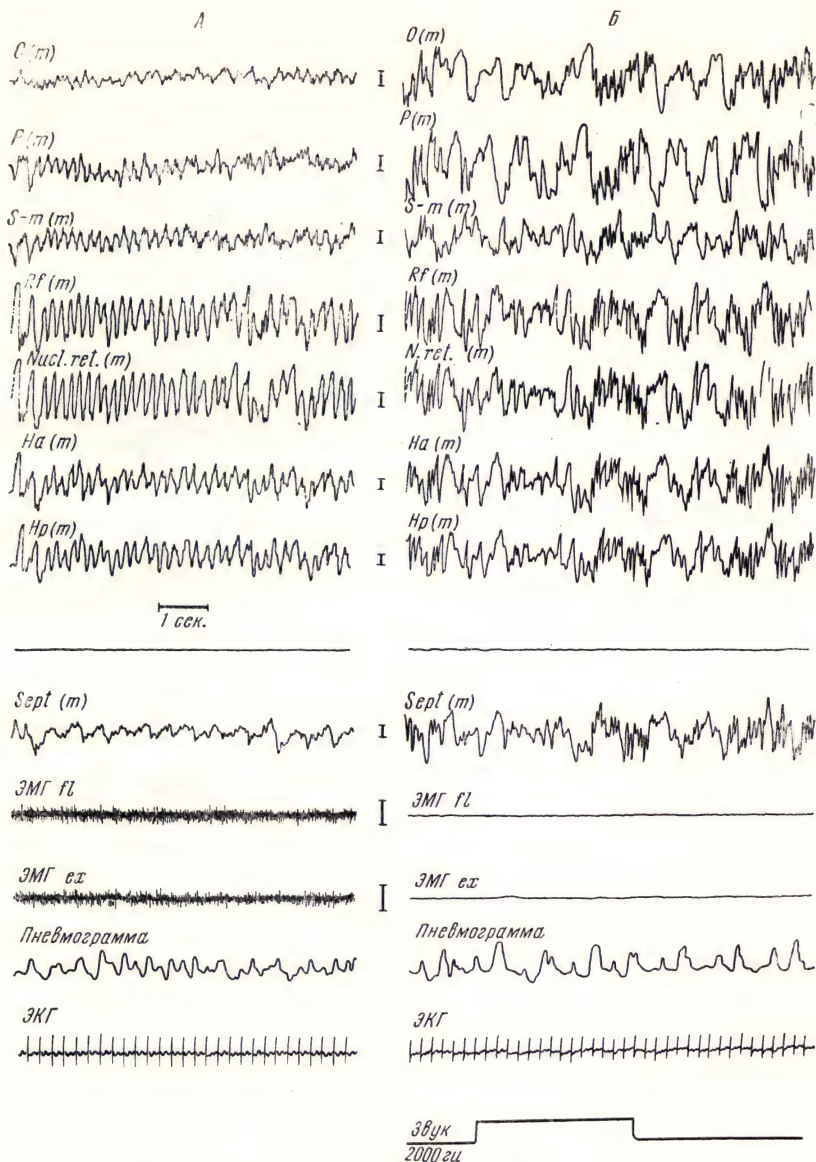 А
O (m)
P (m)
S-m (m)
Rf (m)
Nucl. ret. (m)
Ha (m)
Hp (m)
1 сек.
Sept (m)
ЭМГ fl
ЭМГ ex
Пневмограмма
ЭКГ
Б
O (m)
P (m)
S-m (m)
Rf (m)
N. ret. (m)
Ha (m)
Hp (m)
Sept (m)
ЭМГ fl
ЭМГ ex
Пневмограмма
ЭКГ
Звук
2000 гц